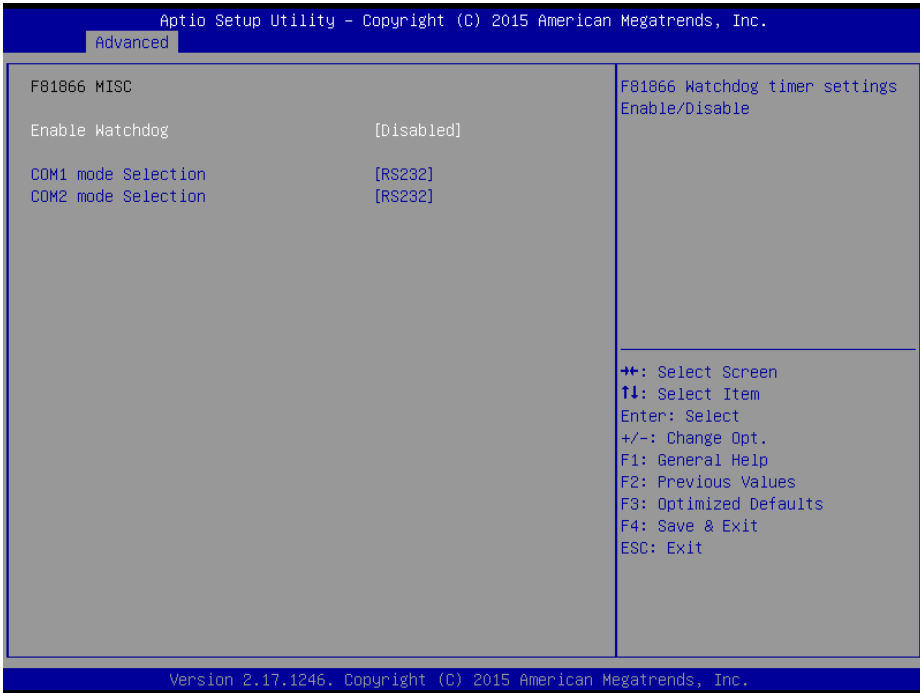 Aptio Setup Utility – Copyright (C) 2015 American Megatrends, Inc.
Advanced
F81866 MISC
Enable Watchdog [Disabled]
COM1 mode Selection [RS232]
COM2 mode Selection [RS232]
F81866 Watchdog timer settings
Enable/Disable
→←: Select Screen
↑↓: Select Item
Enter: Select
+/-: Change Opt.
F1: General Help
F2: Previous Values
F3: Optimized Defaults
F4: Save & Exit
ESC: Exit
Version 2.17.1246. Copyright (C) 2015 American Megatrends, Inc.